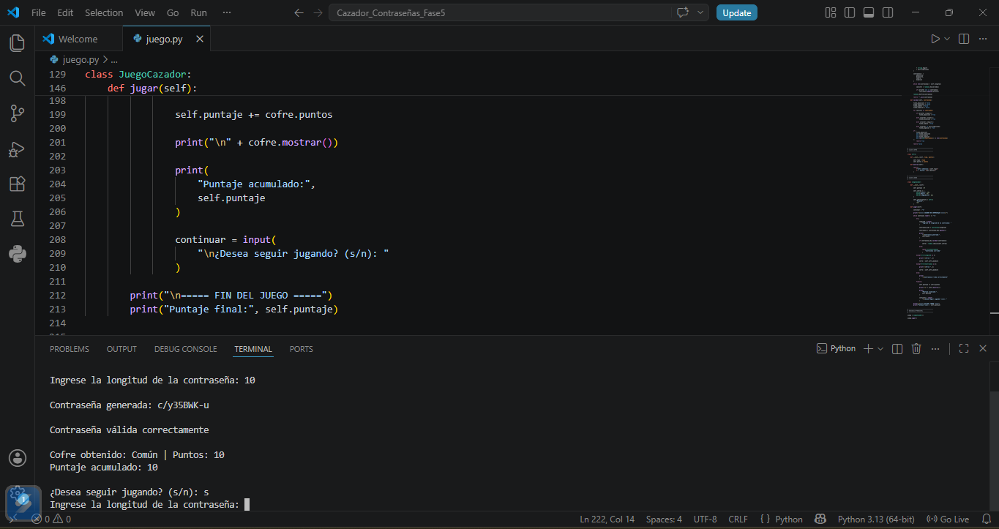 File Edit Selection View Go Run ··· Cazador_Contraseñas_Fase5 Update
Welcome juego.py
juego.py > ...
129 class JuegoCazador:
146 def jugar(self):
198
199 self.puntaje += cofre.puntos
200
201 print("\n" + cofre.mostrar())
202
203 print(
204 "Puntaje acumulado:",
205 self.puntaje
206 )
207
208 continuar = input(
209 "\n¿Desea seguir jugando? (s/n): "
210 )
211
212 print("\n===== FIN DEL JUEGO =====")
213 print("Puntaje final:", self.puntaje)
214
215
PROBLEMS OUTPUT DEBUG CONSOLE TERMINAL PORTS Python
Ingrese la longitud de la contraseña: 10
Contraseña generada: c/y35BWK-u
Contraseña válida correctamente
Cofre obtenido: Común | Puntos: 10
Puntaje acumulado: 10
¿Desea seguir jugando? (s/n): s
Ingrese la longitud de la contraseña:
1
0 0 Ln 222, Col 14 Spaces: 4 UTF-8 CRLF {} Python Python 3.13 (64-bit) Go Live